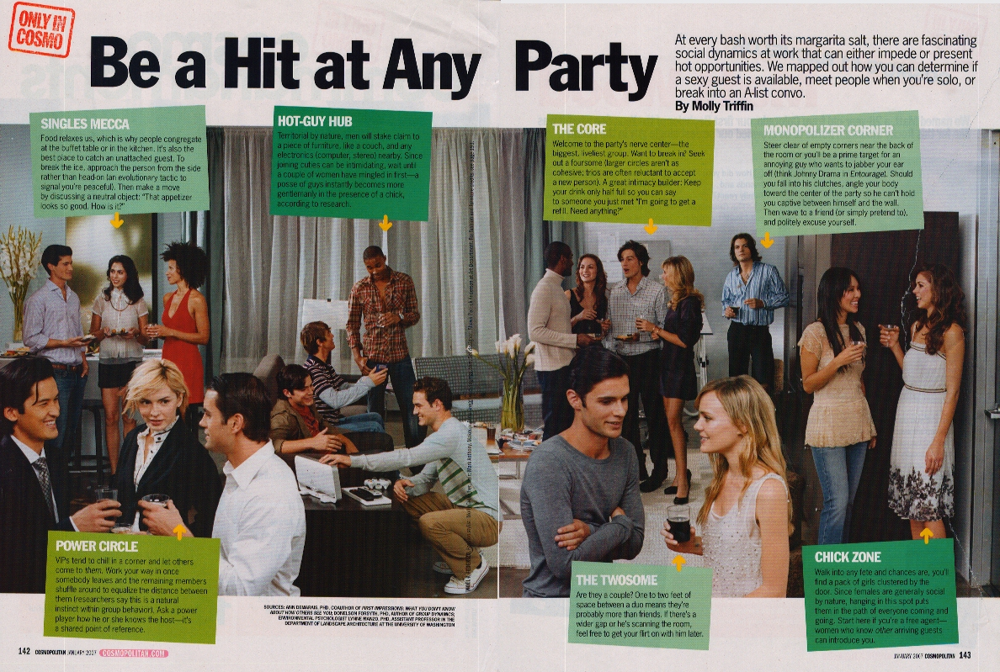 ONLY IN
COSMO
Be a Hit at Any Party
At every bash worth its margarita salt, there are fascinating
social dynamics at work that can either impede or present
hot opportunities. We mapped out how you can determine if
a sexy guest is available, meet people when you're solo, or
break into an A-list convo.
By Molly Triffin
SINGLES MECCA
Food relaxes us, which is why people congregate
at the buffet table or in the kitchen. It's also the
best place to catch an unattached guest. To
break the ice, approach the person from the side
rather than head-on (an evolutionary tactic to
signal you're peaceful). Then make a move
by discussing a neutral object: "That appetizer
looks so good. How is it?"
HOT-GUY HUB
Territorial by nature, men will stake claim to
a piece of furniture, like a couch, and any
electronics (computer, stereo) nearby. Since
joining cuties can be intimidating, wait until
a couple of women have mingled in first—a
posse of guys instantly becomes more
gentlemanly in the presence of a chick,
according to research.
THE CORE
Welcome to the party's nerve center—the
biggest, liveliest group. Want to break in? Seek
out a foursome (larger circles aren't as
cohesive; trios are often reluctant to accept
a new person). A great intimacy builder: Keep
your drink only half full so you can say
to someone you just met "I'm going to get a
refill. Need anything?"
MONOPOLIZER CORNER
Steer clear of empty corners near the back of
the room or you'll be a prime target for an
annoying guy who wants to jabber your ear
off (think Johnny Drama in Entourage). Should
you fall into his clutches, angle your body
toward the center of the party so he can't hold
you captive between himself and the wall.
Then wave to a friend (or simply pretend to),
and politely excuse yourself.
POWER CIRCLE
VIPs tend to chill in a corner and let others
come to them. Work your way in once
somebody leaves and the remaining members
shuffle around to equalize the distance between
them (researchers say this is a natural
instinct within group behavior). Ask a power
player how he or she knows the host—it's
a shared point of reference.
THE TWOSOME
Are they a couple? One to two feet of
space between a duo means they're
probably more than friends. If there's a
wider gap or he's scanning the room,
feel free to get your flirt on with him later.
CHICK ZONE
Walk into any fete and chances are, you'll
find a pack of girls clustered by the
door. Since females are generally social
by nature, hanging in this spot puts
them in the path of everyone coming and
going. Start here if you're a free agent—
women who know other arriving guests
can introduce you.
SOURCES: ANN DEMARAIS, PHD, COAUTHOR OF FIRST IMPRESSIONS: WHAT YOU DON'T KNOW
ABOUT HOW OTHERS SEE YOU; DONELSON FORSYTH, PHD, AUTHOR OF GROUP DYNAMICS;
ENVIRONMENTAL PSYCHOLOGIST LYNNE MANZO, PHD, ASSISTANT PROFESSOR IN THE
DEPARTMENT OF LANDSCAPE ARCHITECTURE AT THE UNIVERSITY OF WASHINGTON
142 COSMOPOLITAN JANUARY 2007 COSMOPOLITAN.COM
JANUARY 2007 COSMOPOLITAN 143